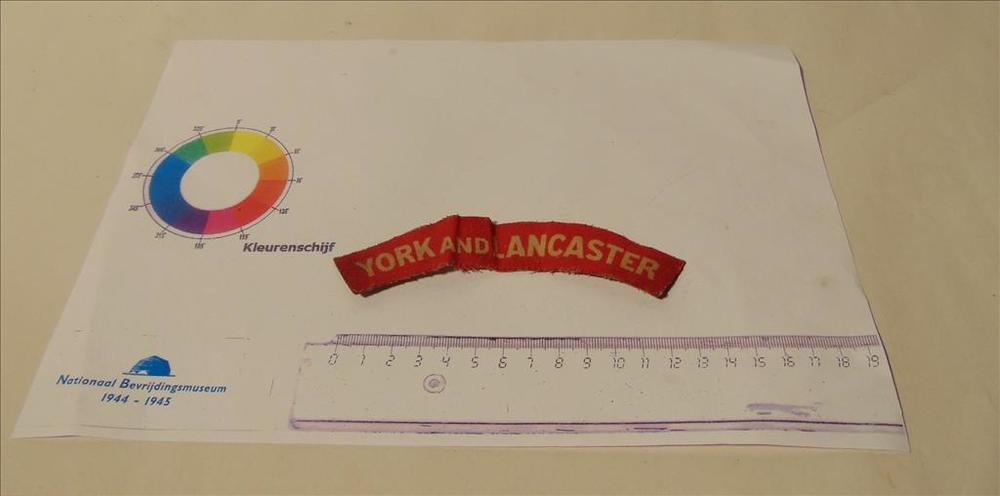 Kleurenschijf
YORK AND LANCASTER
0 1 2 3 4 5 6 7 8 9 10 11 12 13 14 15 16 17 18 19
Nationaal Bevrijdingsmuseum
1944 - 1945